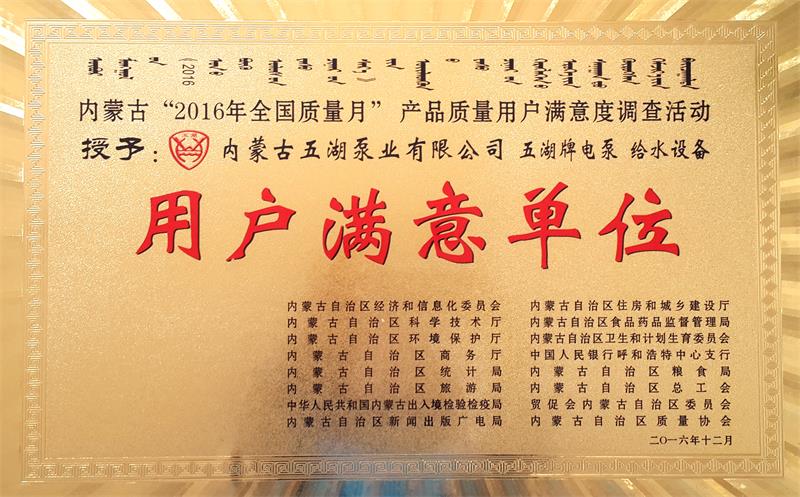 《2016
内蒙古“2016年全国质量月”产品质量用户满意度调查活动
授予：内蒙古五湖泵业有限公司 五湖牌电泵 给水设备
用户满意单位
内蒙古自治区经济和信息化委员会
内蒙古自治区科学技术厅
内蒙古自治区环境保护厅
内蒙古自治区商务厅
内蒙古自治区统计局
内蒙古自治区旅游局
中华人民共和国内蒙古出入境检验检疫局
内蒙古自治区新闻出版广电局
内蒙古自治区住房和城乡建设厅
内蒙古自治区食品药品监督管理局
内蒙古自治区卫生和计划生育委员会
中国人民银行呼和浩特中心支行
内蒙古自治区粮食局
内蒙古自治区总工会
贸促会内蒙古自治区委员会
内蒙古自治区质量协会
二〇一六年十二月